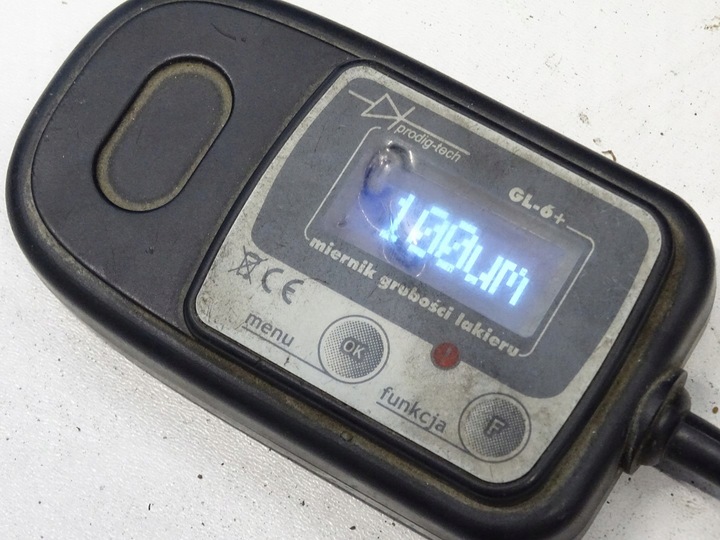 prodig-tech
GL-6+
100um
miernik grubości lakieru
CE
menu
OK
funkcja
F